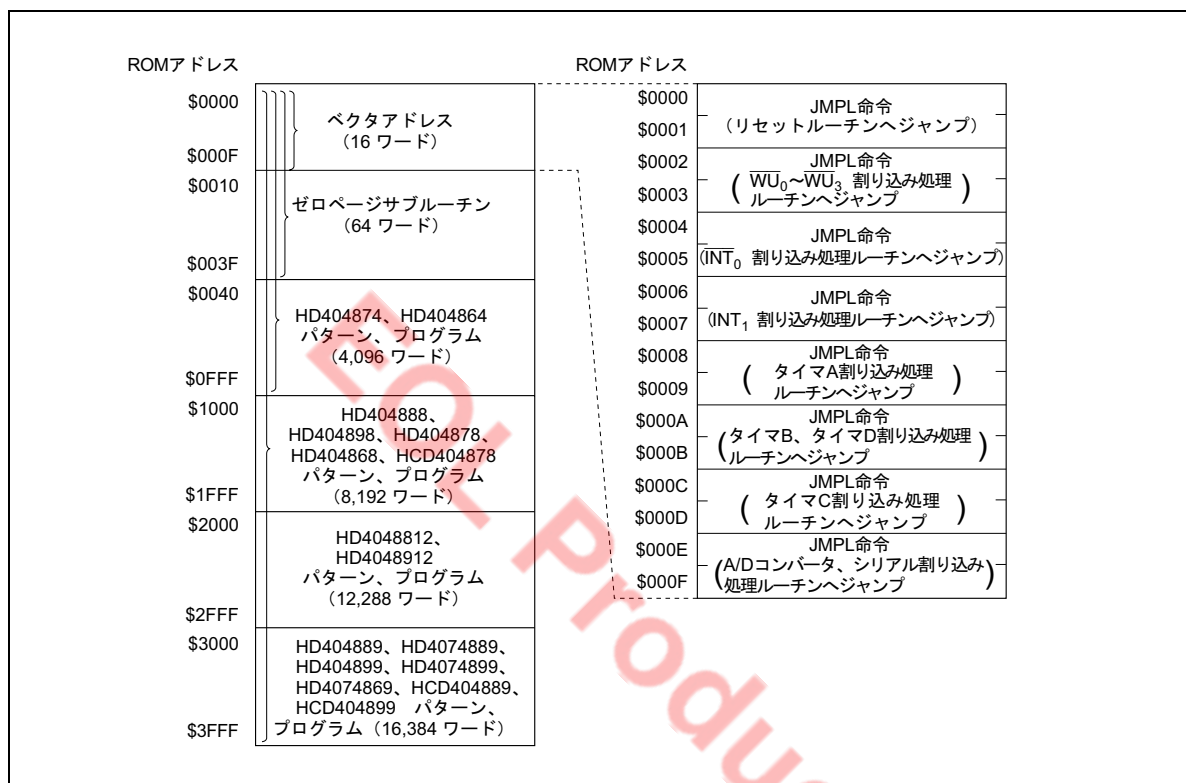 ROMアドレス
$0000
$000F
$0010
$003F
$0040
$0FFF
$1000
$1FFF
$2000
$2FFF
$3000
$3FFF
ベクタアドレス
(16 ワード)
ゼロページサブルーチン
(64 ワード)
HD404874、HD404864
パターン、プログラム
(4,096 ワード)
HD404888、
HD404898、HD404878、
HD404868、HCD404878
パターン、プログラム
(8,192 ワード)
HD4048812、
HD4048912
パターン、プログラム
(12,288 ワード)
HD404889、HD4074889、
HD404899、HD4074899、
HD4074869、HCD404889、
HCD404899 パターン、
プログラム (16,384 ワード)
ROMアドレス
$0000
$0001
$0002
$0003
$0004
$0005
$0006
$0007
$0008
$0009
$000A
$000B
$000C
$000D
$000E
$000F
JMPL命令
(リセットルーチンへジャンプ)
JMPL命令
(WU0~WU3 割り込み処理
ルーチンへジャンプ)
JMPL命令
(INT0 割り込み処理ルーチンへジャンプ)
JMPL命令
(INT1 割り込み処理ルーチンへジャンプ)
JMPL命令
(タイマA割り込み処理
ルーチンへジャンプ)
JMPL命令
(タイマB、タイマD割り込み処理
ルーチンへジャンプ)
JMPL命令
(タイマC割り込み処理
ルーチンへジャンプ)
JMPL命令
(A/Dコンバータ、シリアル割り込み
処理ルーチンへジャンプ)
EOL Produ